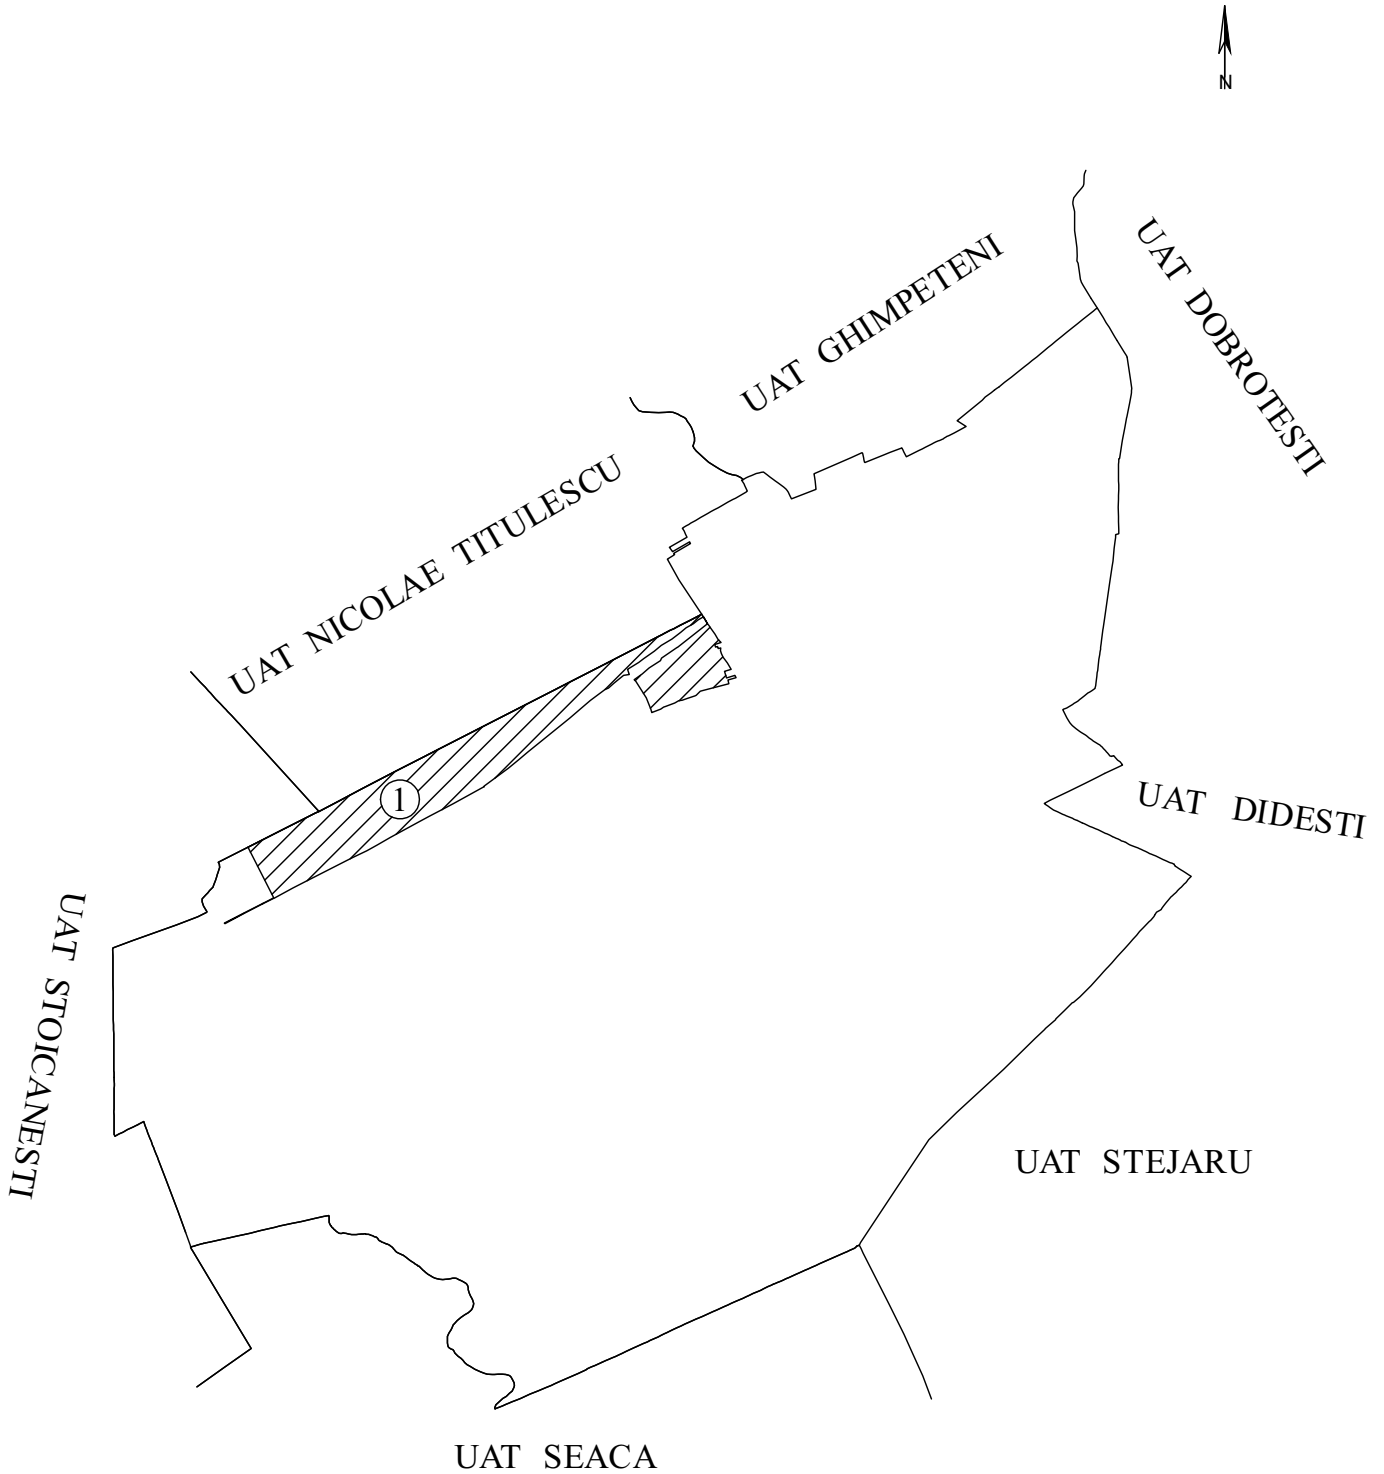 N
UAT DOBROTESTI
UAT GHIMPETENI
UAT NICOLAE TITULESCU
1
UAT DIDESTI
UAT STOICANESTI
UAT STEJARU
UAT SEACA